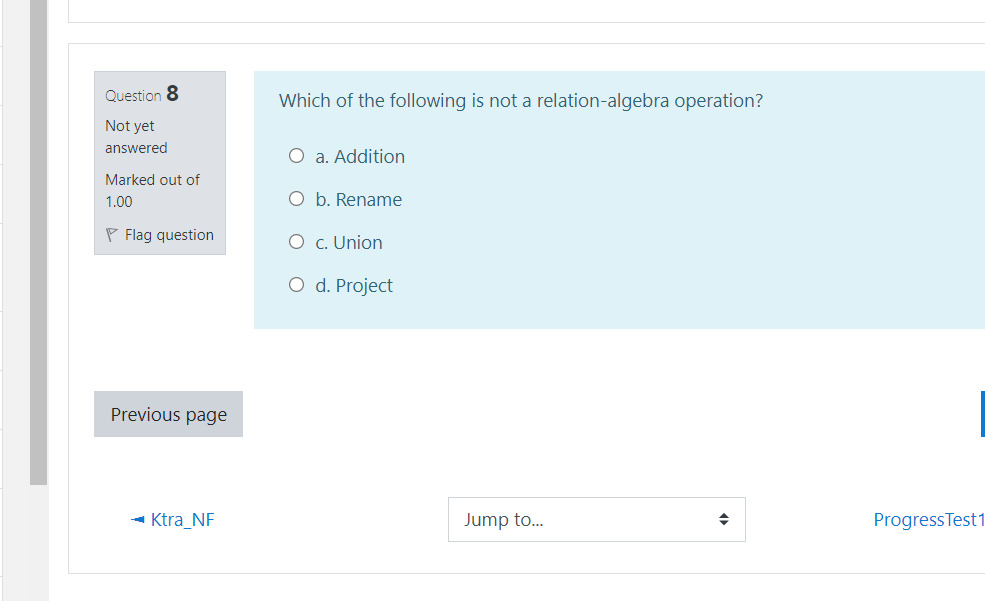 Question 8
Not yet
answered
Marked out of
1.00
Flag question
Which of the following is not a relation-algebra operation?
a. Addition
b. Rename
c. Union
d. Project
Previous page
◄ Ktra_NF
Jump to...
ProgressTest1